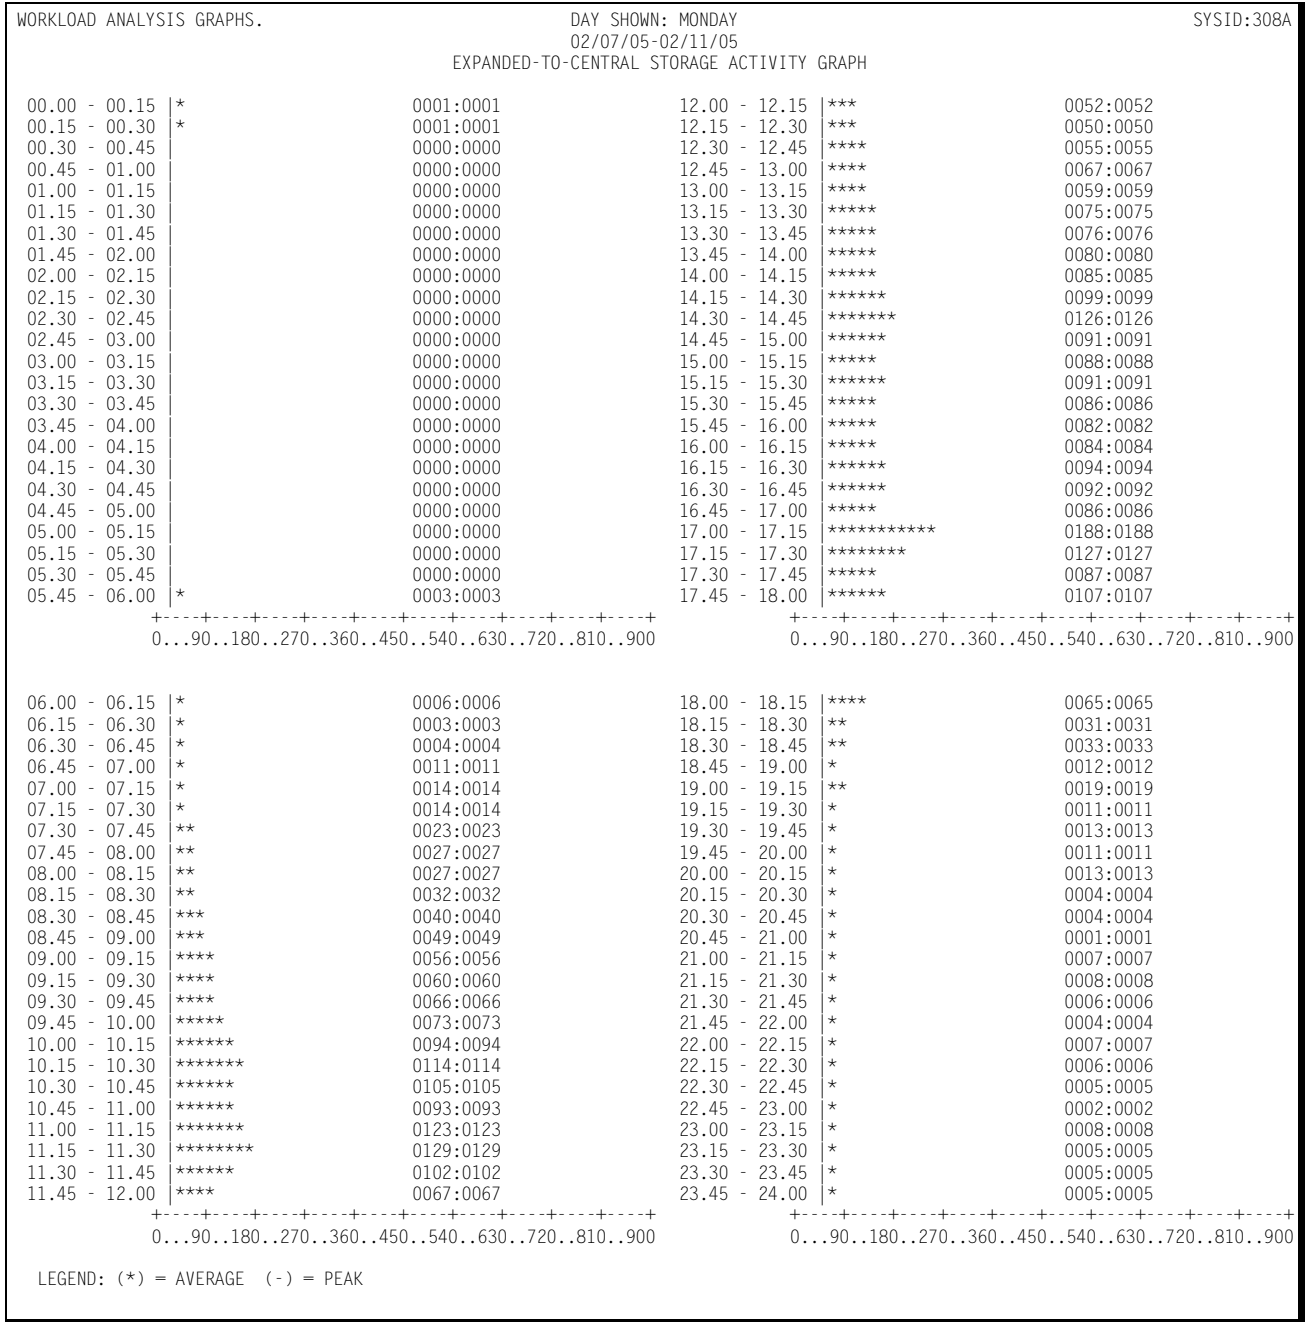 WORKLOAD ANALYSIS GRAPHS. DAY SHOWN: MONDAY SYSID:308A
02/07/05-02/11/05
EXPANDED-TO-CENTRAL STORAGE ACTIVITY GRAPH
00.00 - 00.15 |* 0001:0001 12.00 - 12.15 |*** 0052:0052
00.15 - 00.30 |* 0001:0001 12.15 - 12.30 |*** 0050:0050
00.30 - 00.45 | 0000:0000 12.30 - 12.45 |**** 0055:0055
00.45 - 01.00 | 0000:0000 12.45 - 13.00 |**** 0067:0067
01.00 - 01.15 | 0000:0000 13.00 - 13.15 |**** 0059:0059
01.15 - 01.30 | 0000:0000 13.15 - 13.30 |***** 0075:0075
01.30 - 01.45 | 0000:0000 13.30 - 13.45 |***** 0076:0076
01.45 - 02.00 | 0000:0000 13.45 - 14.00 |***** 0080:0080
02.00 - 02.15 | 0000:0000 14.00 - 14.15 |***** 0085:0085
02.15 - 02.30 | 0000:0000 14.15 - 14.30 |****** 0099:0099
02.30 - 02.45 | 0000:0000 14.30 - 14.45 |******* 0126:0126
02.45 - 03.00 | 0000:0000 14.45 - 15.00 |****** 0091:0091
03.00 - 03.15 | 0000:0000 15.00 - 15.15 |***** 0088:0088
03.15 - 03.30 | 0000:0000 15.15 - 15.30 |****** 0091:0091
03.30 - 03.45 | 0000:0000 15.30 - 15.45 |***** 0086:0086
03.45 - 04.00 | 0000:0000 15.45 - 16.00 |***** 0082:0082
04.00 - 04.15 | 0000:0000 16.00 - 16.15 |***** 0084:0084
04.15 - 04.30 | 0000:0000 16.15 - 16.30 |****** 0094:0094
04.30 - 04.45 | 0000:0000 16.30 - 16.45 |****** 0092:0092
04.45 - 05.00 | 0000:0000 16.45 - 17.00 |***** 0086:0086
05.00 - 05.15 | 0000:0000 17.00 - 17.15 |*********** 0188:0188
05.15 - 05.30 | 0000:0000 17.15 - 17.30 |******** 0127:0127
05.30 - 05.45 | 0000:0000 17.30 - 17.45 |***** 0087:0087
05.45 - 06.00 |* 0003:0003 17.45 - 18.00 |****** 0107:0107
+----+----+----+----+----+----+----+----+----+----+ +----+----+----+----+----+----+----+----+----+----+
0...90..180..270..360..450..540..630..720..810..900 0...90..180..270..360..450..540..630..720..810..900
06.00 - 06.15 |* 0006:0006 18.00 - 18.15 |**** 0065:0065
06.15 - 06.30 |* 0003:0003 18.15 - 18.30 |** 0031:0031
06.30 - 06.45 |* 0004:0004 18.30 - 18.45 |** 0033:0033
06.45 - 07.00 |* 0011:0011 18.45 - 19.00 |* 0012:0012
07.00 - 07.15 |* 0014:0014 19.00 - 19.15 |** 0019:0019
07.15 - 07.30 |* 0014:0014 19.15 - 19.30 |* 0011:0011
07.30 - 07.45 |** 0023:0023 19.30 - 19.45 |* 0013:0013
07.45 - 08.00 |** 0027:0027 19.45 - 20.00 |* 0011:0011
08.00 - 08.15 |** 0027:0027 20.00 - 20.15 |* 0013:0013
08.15 - 08.30 |** 0032:0032 20.15 - 20.30 |* 0004:0004
08.30 - 08.45 |*** 0040:0040 20.30 - 20.45 |* 0004:0004
08.45 - 09.00 |*** 0049:0049 20.45 - 21.00 |* 0001:0001
09.00 - 09.15 |**** 0056:0056 21.00 - 21.15 |* 0007:0007
09.15 - 09.30 |**** 0060:0060 21.15 - 21.30 |* 0008:0008
09.30 - 09.45 |**** 0066:0066 21.30 - 21.45 |* 0006:0006
09.45 - 10.00 |***** 0073:0073 21.45 - 22.00 |* 0004:0004
10.00 - 10.15 |****** 0094:0094 22.00 - 22.15 |* 0007:0007
10.15 - 10.30 |******* 0114:0114 22.15 - 22.30 |* 0006:0006
10.30 - 10.45 |****** 0105:0105 22.30 - 22.45 |* 0005:0005
10.45 - 11.00 |****** 0093:0093 22.45 - 23.00 |* 0002:0002
11.00 - 11.15 |******* 0123:0123 23.00 - 23.15 |* 0008:0008
11.15 - 11.30 |******** 0129:0129 23.15 - 23.30 |* 0005:0005
11.30 - 11.45 |****** 0102:0102 23.30 - 23.45 |* 0005:0005
11.45 - 12.00 |**** 0067:0067 23.45 - 24.00 |* 0005:0005
+----+----+----+----+----+----+----+----+----+----+ +----+----+----+----+----+----+----+----+----+----+
0...90..180..270..360..450..540..630..720..810..900 0...90..180..270..360..450..540..630..720..810..900
LEGEND: (*) = AVERAGE (-) = PEAK